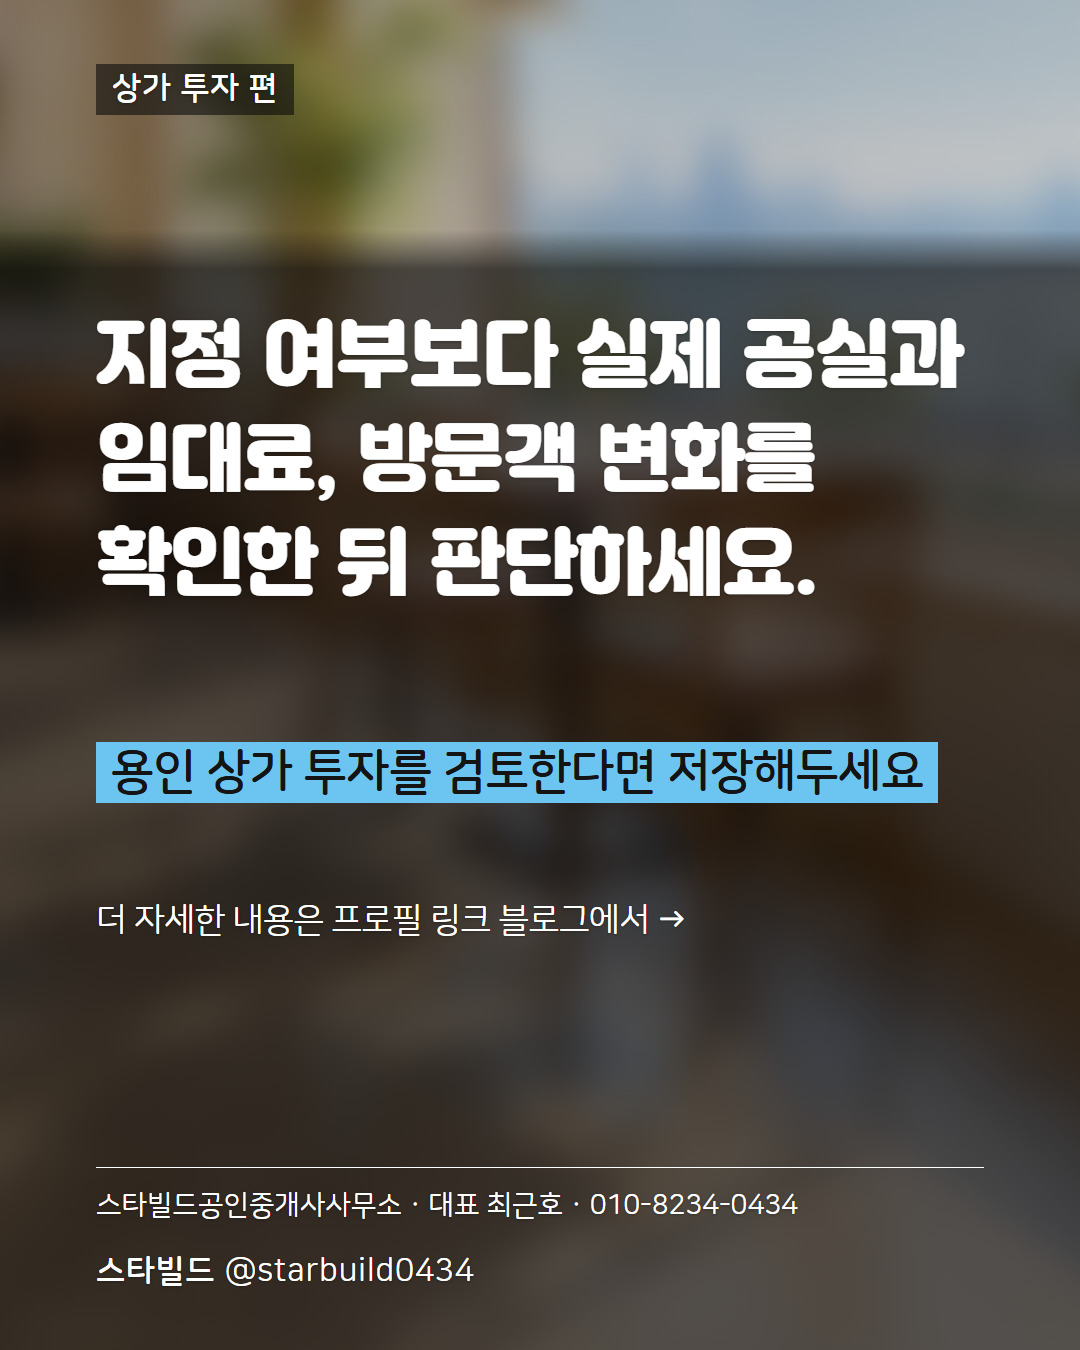 상가 투자 편
지정 여부보다 실제 공실과
임대료, 방문객 변화를
확인한 뒤 판단하세요.
용인 상가 투자를 검토한다면 저장해두세요
더 자세한 내용은 프로필 링크 블로그에서 →
스타빌드공인중개사사무소 · 대표 최근호 · 010-8234-0434
스타빌드 @starbuild0434